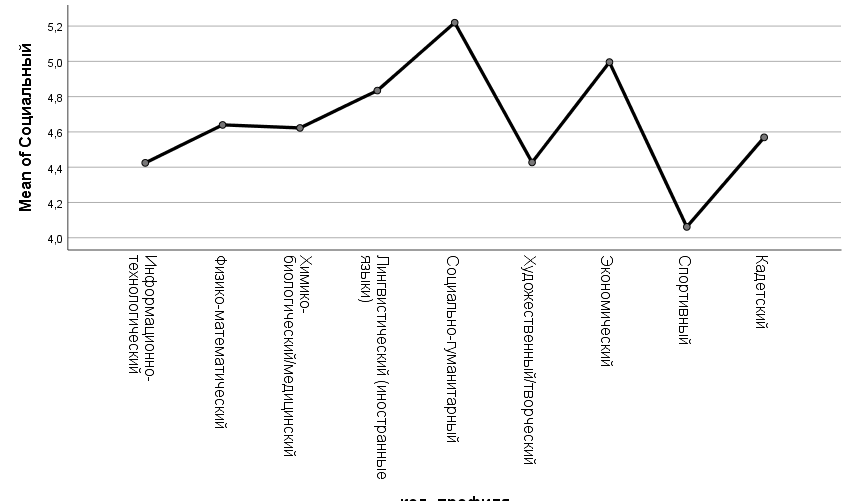 Mean of Социальный
5,2
5,0
4,8
4,6
4,4
4,2
4,0
Информационно-
технологический
Физико-математический
Химико-
биологический/медицинский
Лингвистический (иностранные
языки)
Социально-гуманитарный
Художественный/творческий
Экономический
Спортивный
Кадетский